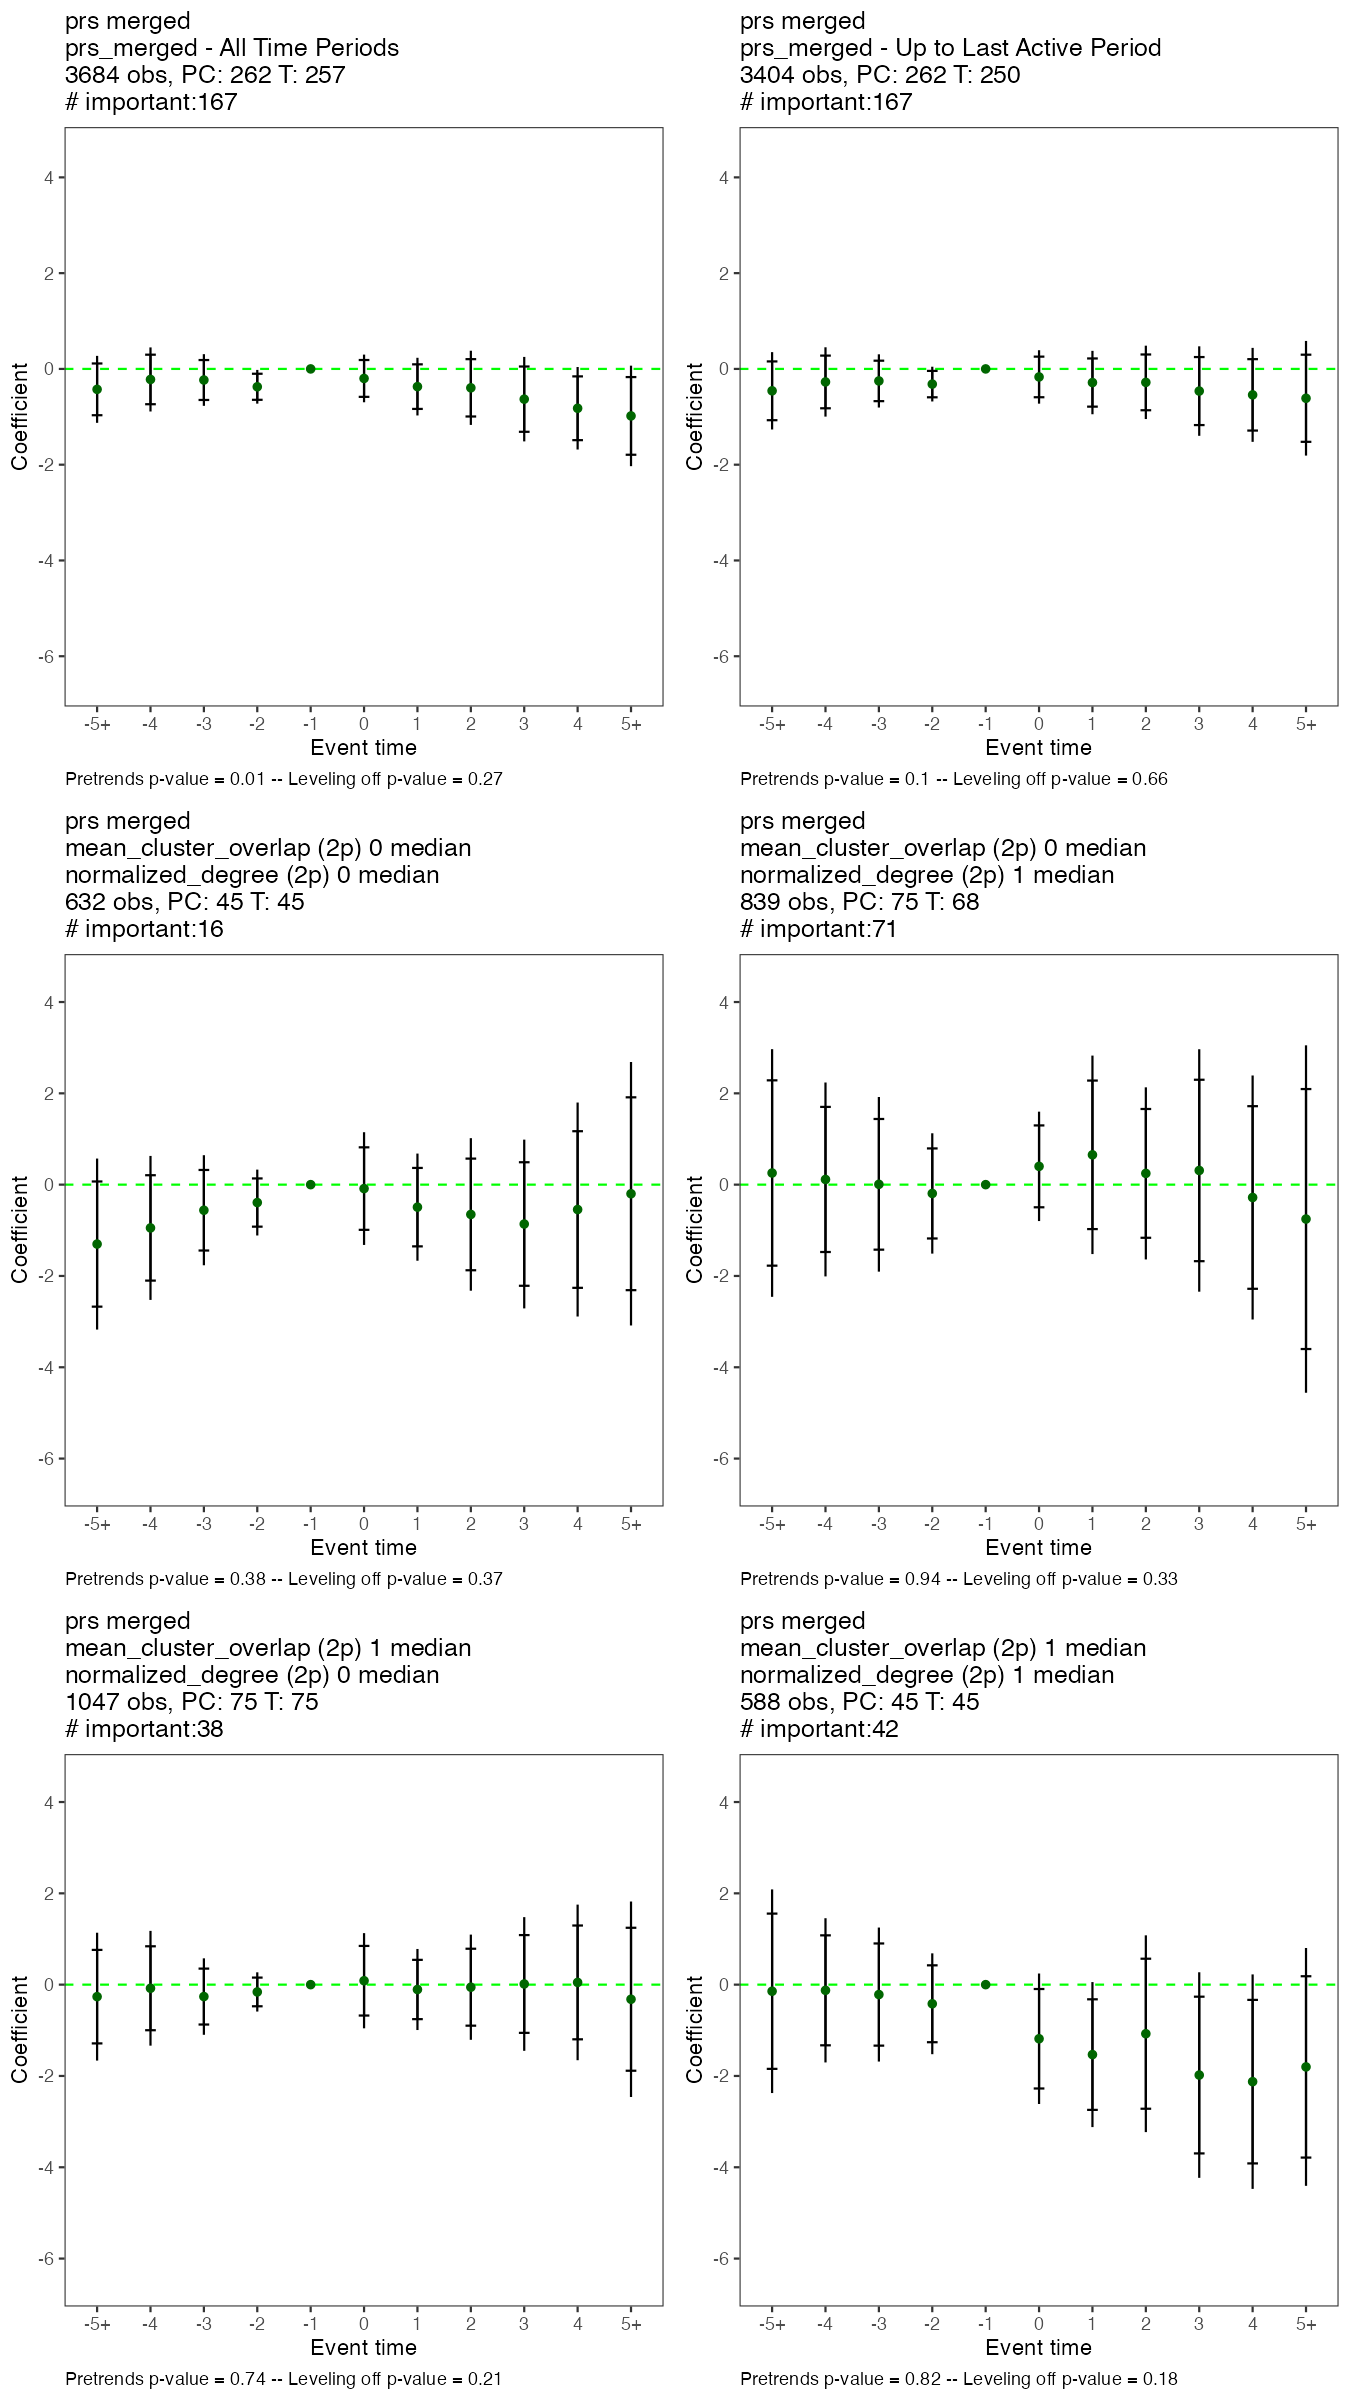 prs merged
prs_merged - All Time Periods
3684 obs, PC: 262 T: 257
# important:167
4
2
0
-2
-4
-6
Coefficient
-5+ -4 -3 -2 -1 0 1 2 3 4 5+
Event time
Pretrends p-value = 0.01 -- Leveling off p-value = 0.27
prs merged
prs_merged - Up to Last Active Period
3404 obs, PC: 262 T: 250
# important:167
4
2
0
-2
-4
-6
Coefficient
-5+ -4 -3 -2 -1 0 1 2 3 4 5+
Event time
Pretrends p-value = 0.1 -- Leveling off p-value = 0.66
prs merged
mean_cluster_overlap (2p) 0 median
normalized_degree (2p) 0 median
632 obs, PC: 45 T: 45
# important:16
4
2
0
-2
-4
-6
Coefficient
-5+ -4 -3 -2 -1 0 1 2 3 4 5+
Event time
Pretrends p-value = 0.38 -- Leveling off p-value = 0.37
prs merged
mean_cluster_overlap (2p) 0 median
normalized_degree (2p) 1 median
839 obs, PC: 75 T: 68
# important:71
4
2
0
-2
-4
-6
Coefficient
-5+ -4 -3 -2 -1 0 1 2 3 4 5+
Event time
Pretrends p-value = 0.94 -- Leveling off p-value = 0.33
prs merged
mean_cluster_overlap (2p) 1 median
normalized_degree (2p) 0 median
1047 obs, PC: 75 T: 75
# important:38
4
2
0
-2
-4
-6
Coefficient
-5+ -4 -3 -2 -1 0 1 2 3 4 5+
Event time
Pretrends p-value = 0.74 -- Leveling off p-value = 0.21
prs merged
mean_cluster_overlap (2p) 1 median
normalized_degree (2p) 1 median
588 obs, PC: 45 T: 45
# important:42
4
2
0
-2
-4
-6
Coefficient
-5+ -4 -3 -2 -1 0 1 2 3 4 5+
Event time
Pretrends p-value = 0.82 -- Leveling off p-value = 0.18